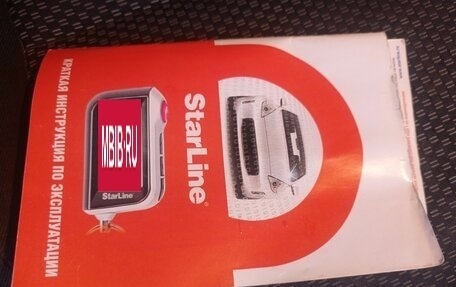 StarLine®
MBIB.RU
StarLine
КРАТКАЯ ИНСТРУКЦИЯ ПО ЭКСПЛУАТАЦИИ